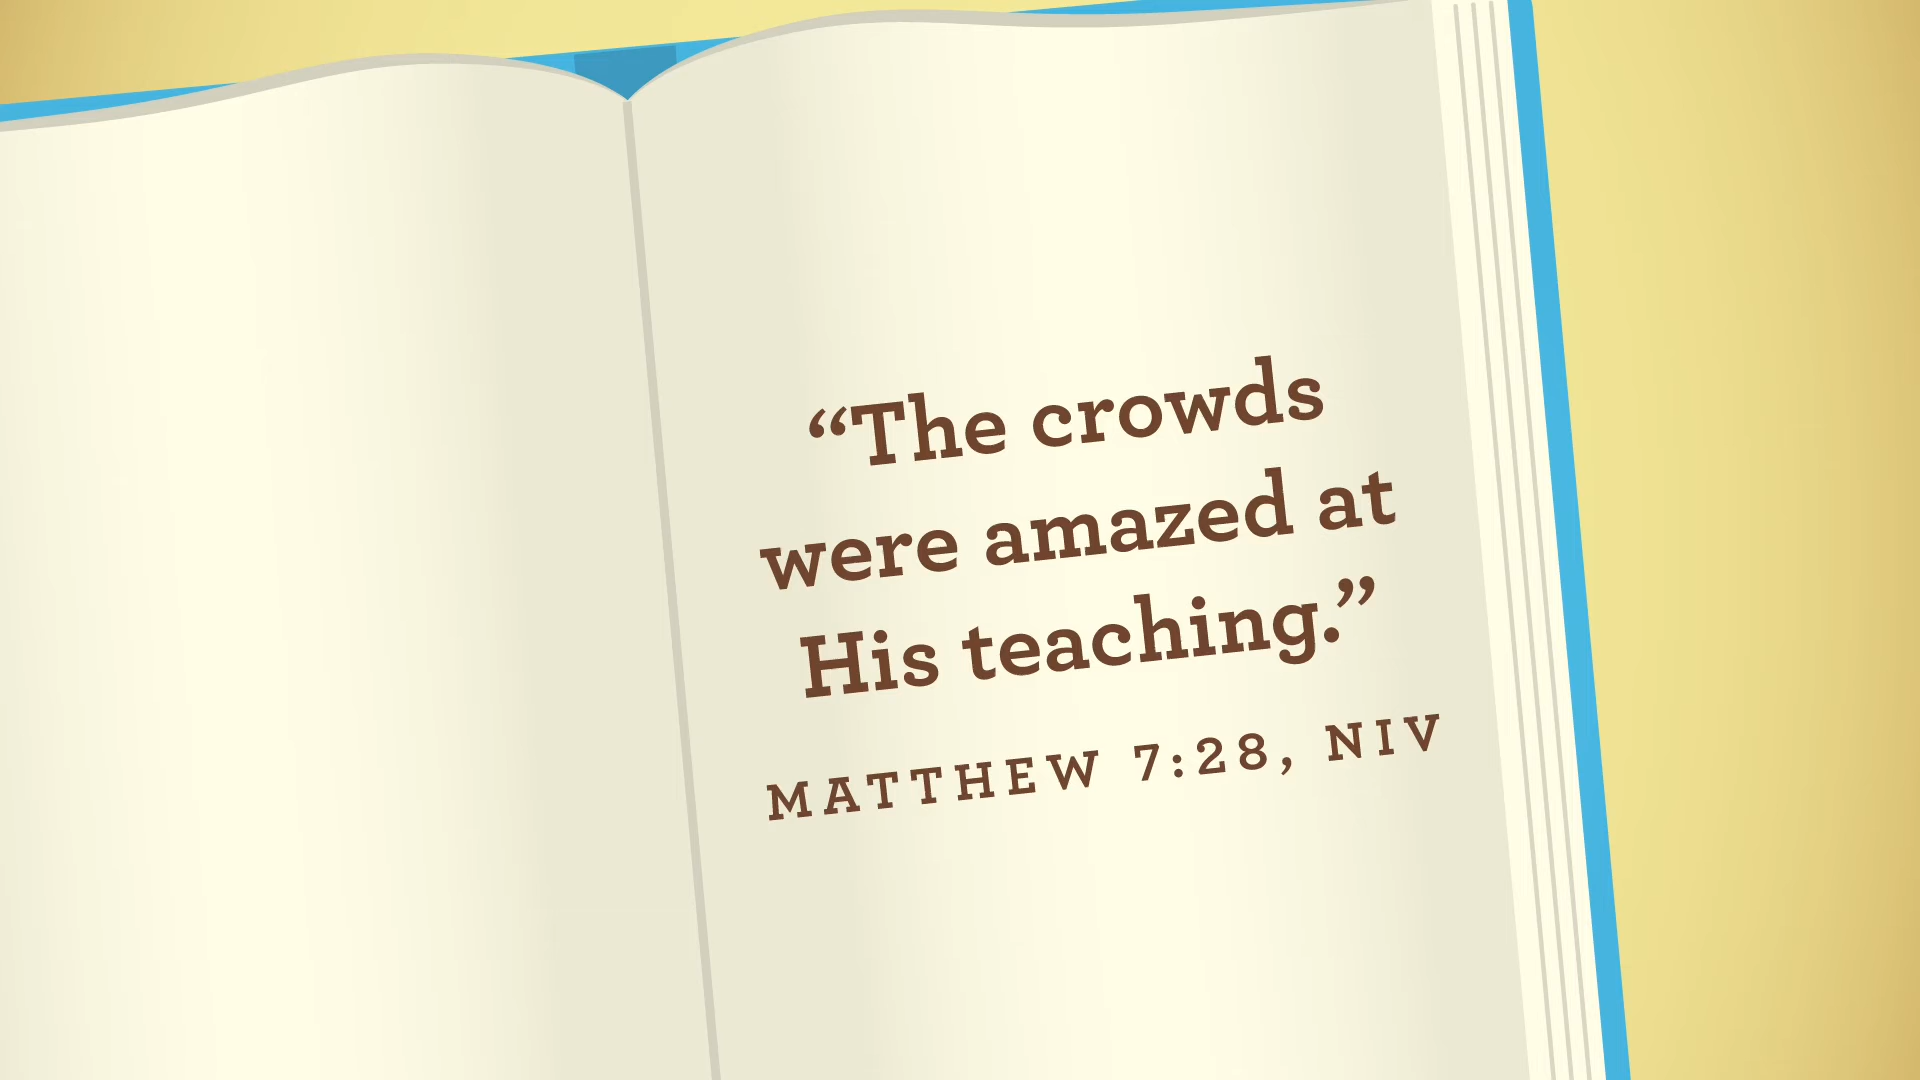 “The crowds
were amazed at
His teaching.”
MATTHEW 7:28, NIV